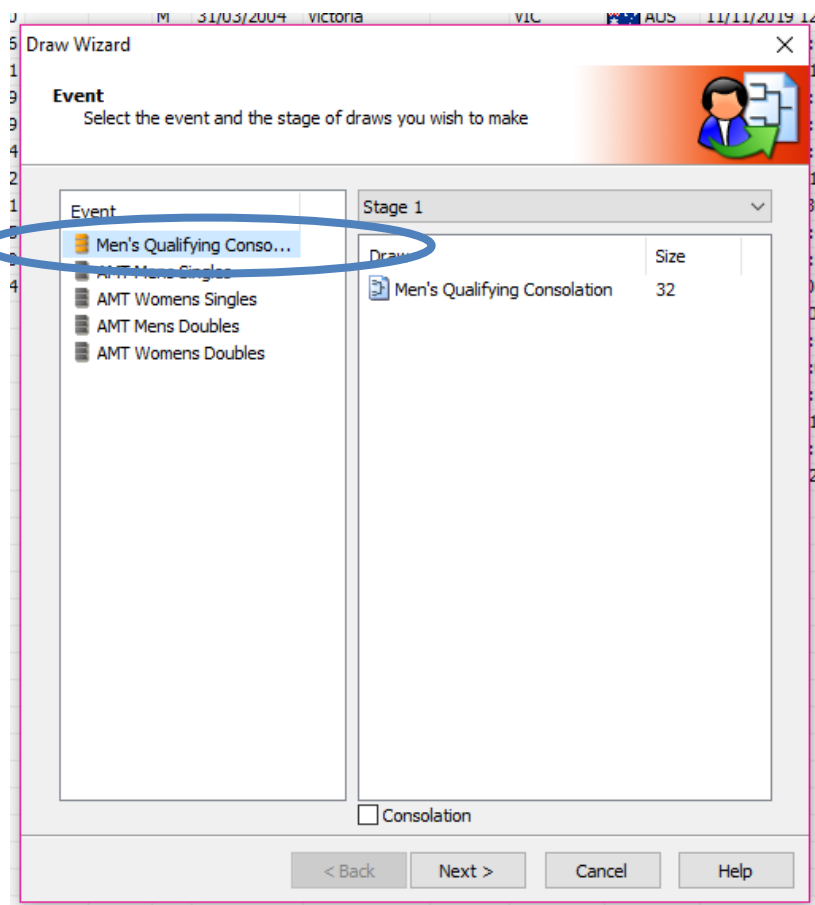 M 31/03/2004 Victoria VIC AUS 11/11/2019 12
Draw Wizard
Event
Select the event and the stage of draws you wish to make
Event
Stage 1
Men's Qualifying Conso...
AMT Mens Singles
AMT Womens Singles
AMT Mens Doubles
AMT Womens Doubles
Draw Size
Men's Qualifying Consolation 32
Consolation
< Back Next > Cancel Help